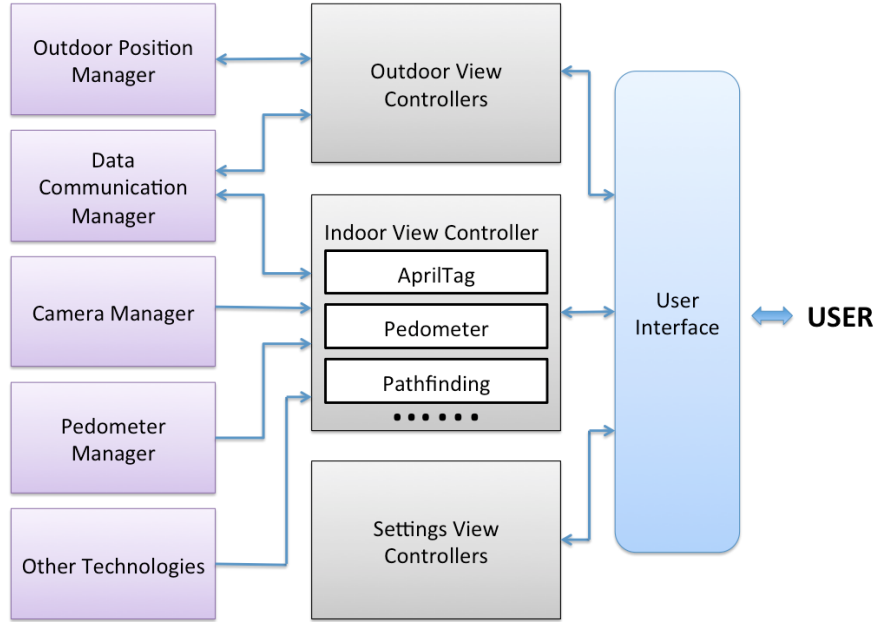 Outdoor Position
Manager
Data
Communication
Manager
Camera Manager
Pedometer
Manager
Other Technologies
Outdoor View
Controllers
Indoor View Controller
AprilTag
Pedometer
Pathfinding
......
Settings View
Controllers
User
Interface
USER